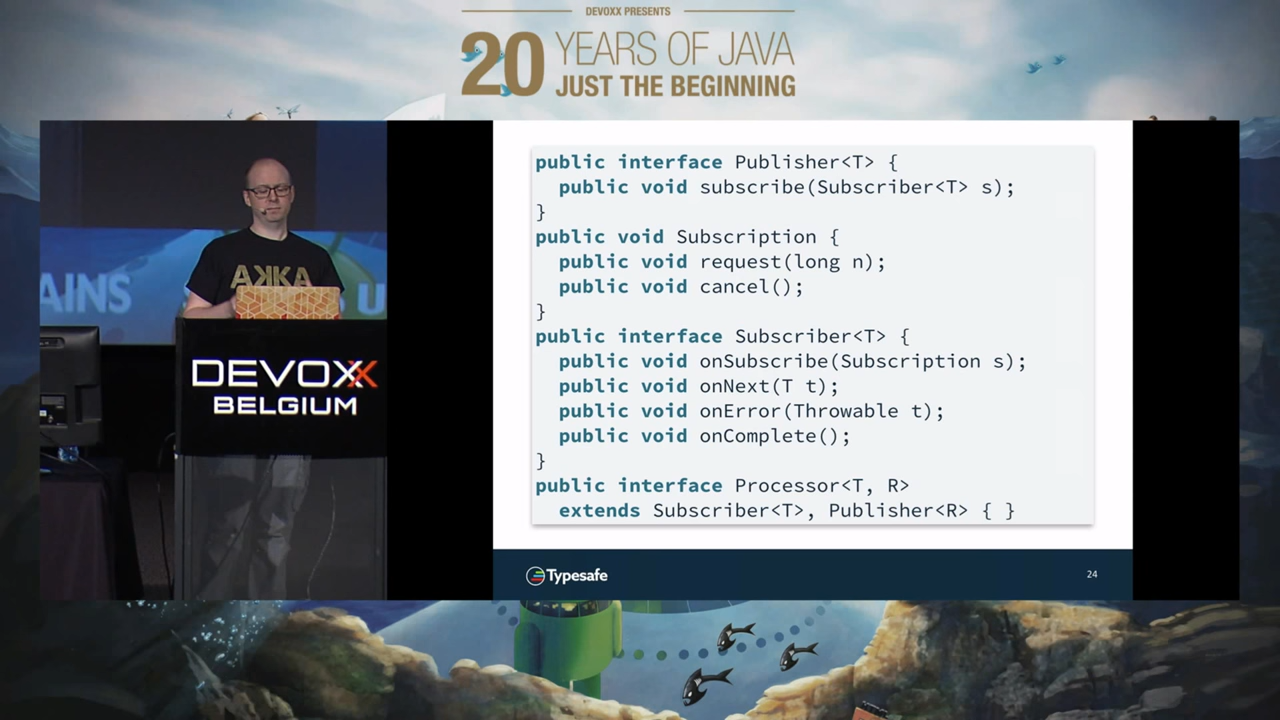 DEVOXX PRESENTS
20 YEARS OF JAVA
JUST THE BEGINNING
AINS
U
AKKA
DEVOXX
BELGIUM
public interface Publisher<T> {
  public void subscribe(Subscriber<T> s);
}
public void Subscription {
  public void request(long n);
  public void cancel();
}
public interface Subscriber<T> {
  public void onSubscribe(Subscription s);
  public void onNext(T t);
  public void onError(Throwable t);
  public void onComplete();
}
public interface Processor<T, R>
  extends Subscriber<T>, Publisher<R> { }
Typesafe
24